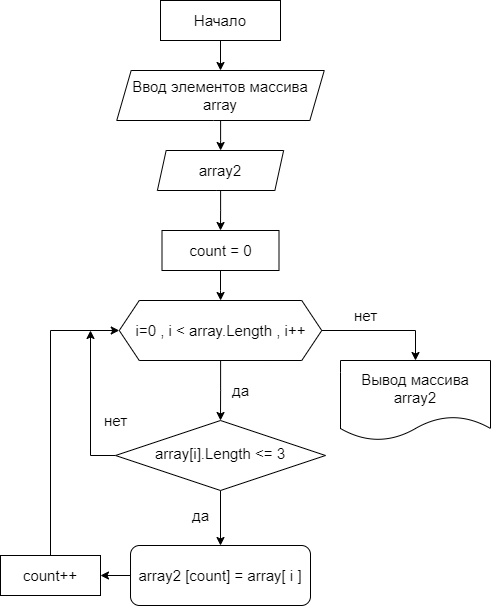 Начало
Ввод элементов массива
array
array2
count = 0
i=0 , i < array.Length , i++
нет
Вывод массива
array2
да
нет
array[i].Length <= 3
да
array2 [count] = array[ i ]
count++